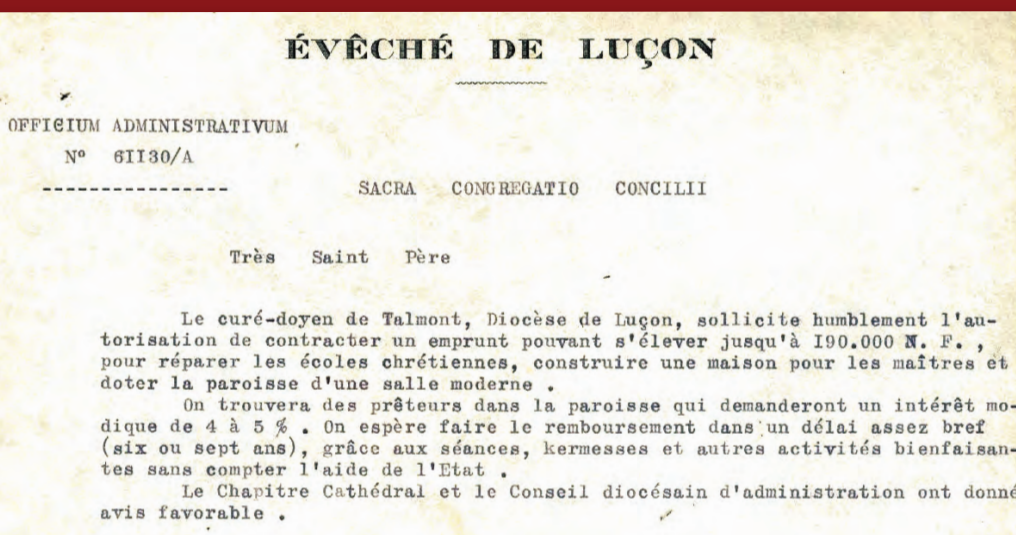 ÉVÊCHÉ DE LUÇON
OFFICIUM ADMINISTRATIVUM
N° 6II30/A
----------------
SACRA CONGREGATIO CONCILII
Très Saint Père
Le curé-doyen de Talmont, Diocèse de Luçon, sollicite humblement l'au-
torisation de contracter un emprunt pouvant s'élever jusqu'à I90.000 N. F. ,
pour réparer les écoles chrétiennes, construire une maison pour les maîtres et
doter la paroisse d'une salle moderne .
On trouvera des prêteurs dans la paroisse qui demanderont un intérêt mo-
dique de 4 à 5 % . On espère faire le remboursement dans un délai assez bref
(six ou sept ans), grâce aux séances, kermesses et autres activités bienfaisan-
tes sans compter l'aide de l'Etat .
Le Chapitre Cathédral et le Conseil diocésain d'administration ont donné
avis favorable .